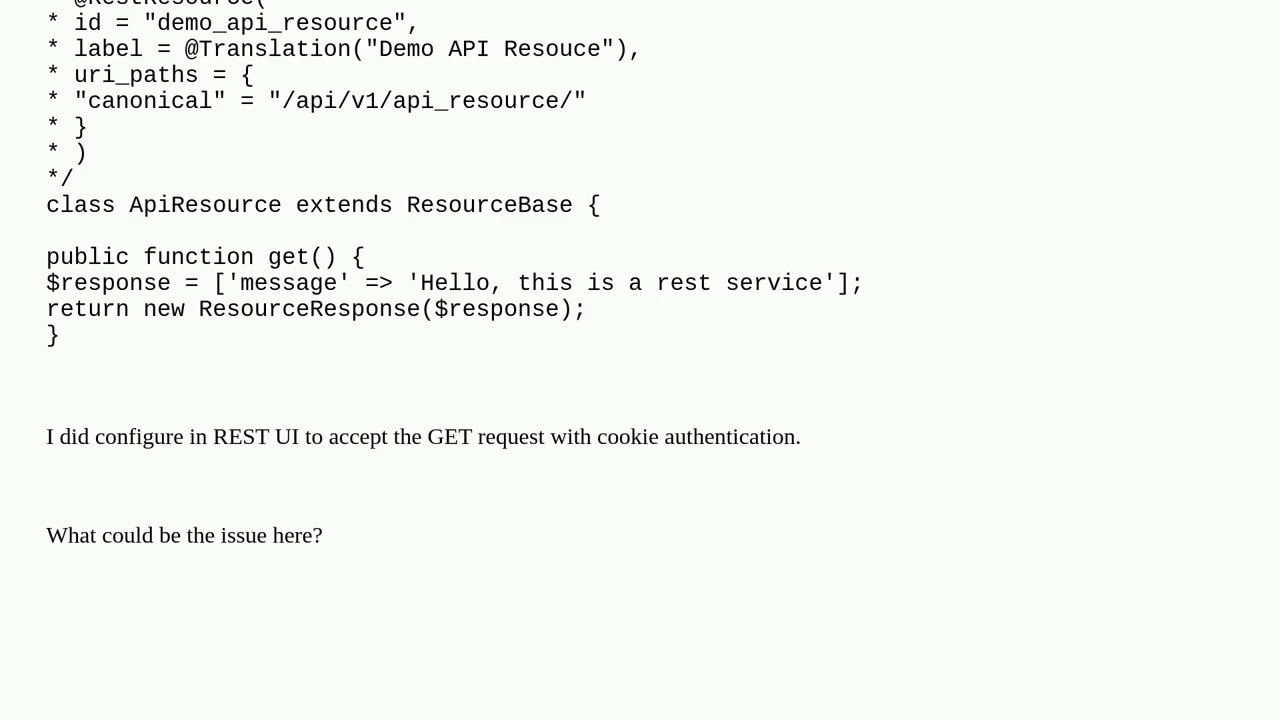 @RestResource(
* id = "demo_api_resource",
* label = @Translation("Demo API Resouce"),
* uri_paths = {
* "canonical" = "/api/v1/api_resource/"
* }
* )
*/
class ApiResource extends ResourceBase {
public function get() {
$response = ['message' => 'Hello, this is a rest service'];
return new ResourceResponse($response);
}
I did configure in REST UI to accept the GET request with cookie authentication.
What could be the issue here?